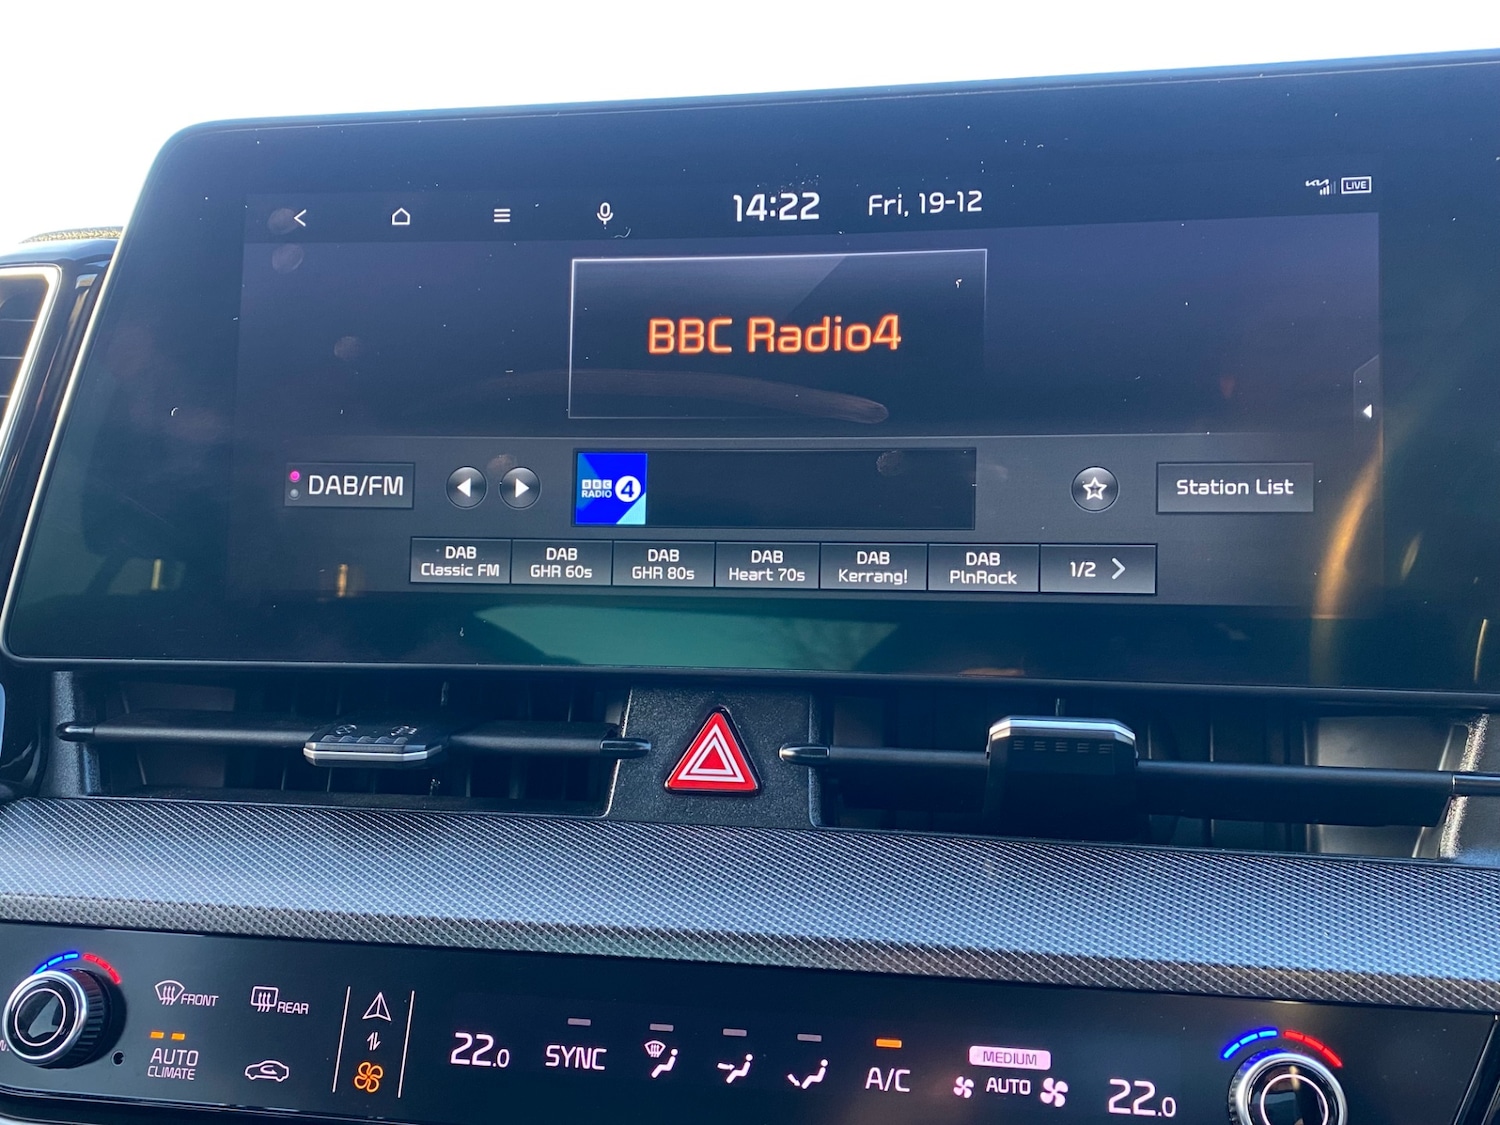 14:22 Fri, 19-12 KIA LIVE
BBC Radio4
DAB/FM
BBC
RADIO 4
Station List
DAB
Classic FM
DAB
GHR 60s
DAB
GHR 80s
DAB
Heart 70s
DAB
Kerrang!
DAB
PlnRock
1/2
FRONT
REAR
AUTO
CLIMATE
22.0
SYNC
A/C
MEDIUM
AUTO
22.0